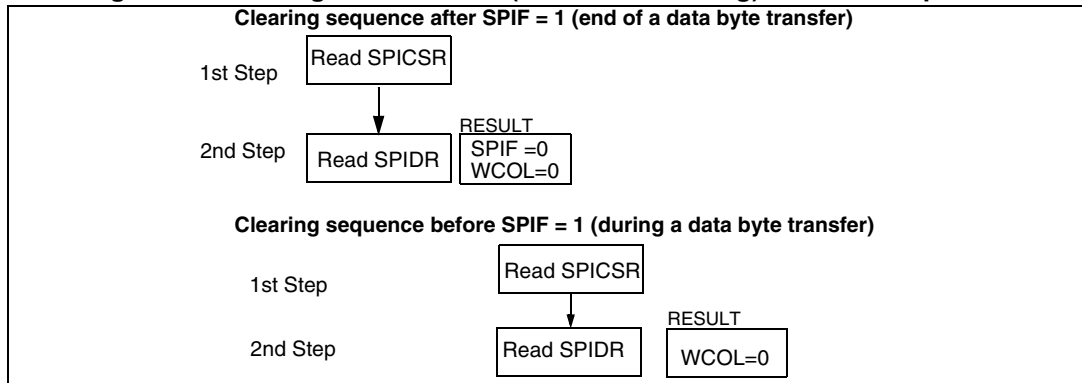 Clearing sequence after SPIF = 1 (end of a data byte transfer)
1st Step
Read SPICSR
2nd Step
Read SPIDR
RESULT
SPIF =0
WCOL=0
Clearing sequence before SPIF = 1 (during a data byte transfer)
1st Step
Read SPICSR
2nd Step
Read SPIDR
RESULT
WCOL=0